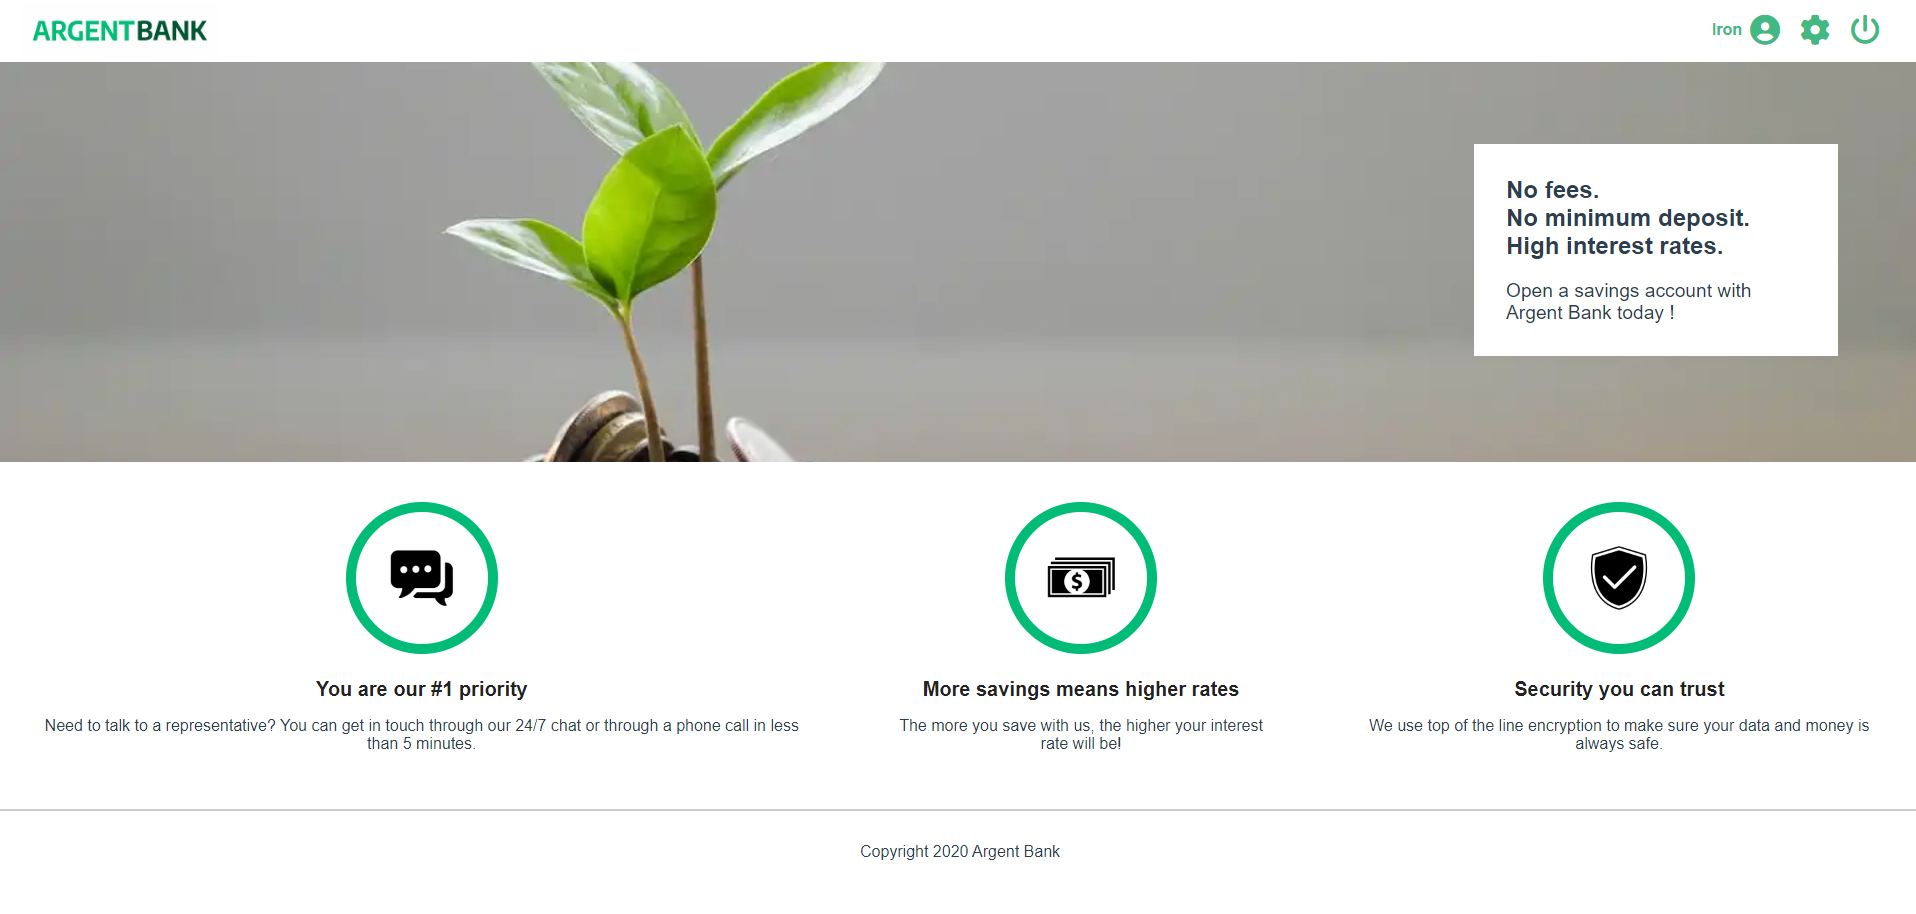 ARGENTBANK
Iron
No fees.
No minimum deposit.
High interest rates.
Open a savings account with
Argent Bank today !
$
You are our #1 priority
Need to talk to a representative? You can get in touch through our 24/7 chat or through a phone call in less
than 5 minutes.
More savings means higher rates
The more you save with us, the higher your interest
rate will be!
Security you can trust
We use top of the line encryption to make sure your data and money is
always safe.
Copyright 2020 Argent Bank